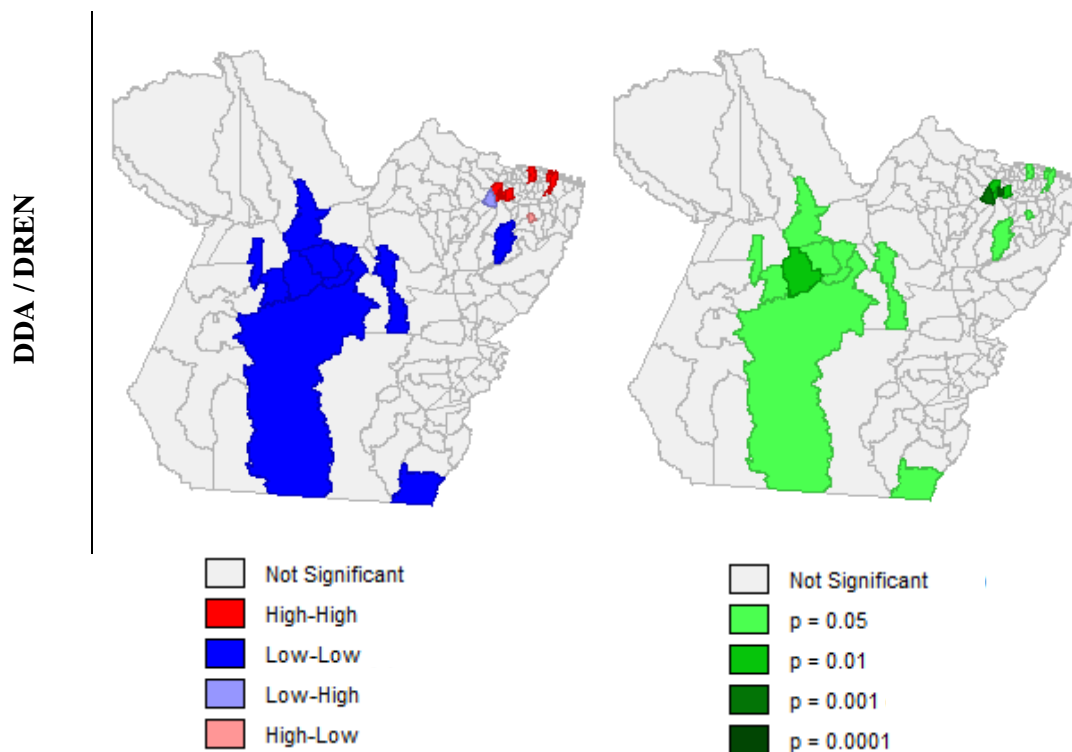 DDA / DREN
Not Significant
High-High
Low-Low
Low-High
High-Low
Not Significant
p = 0.05
p = 0.01
p = 0.001
p = 0.0001